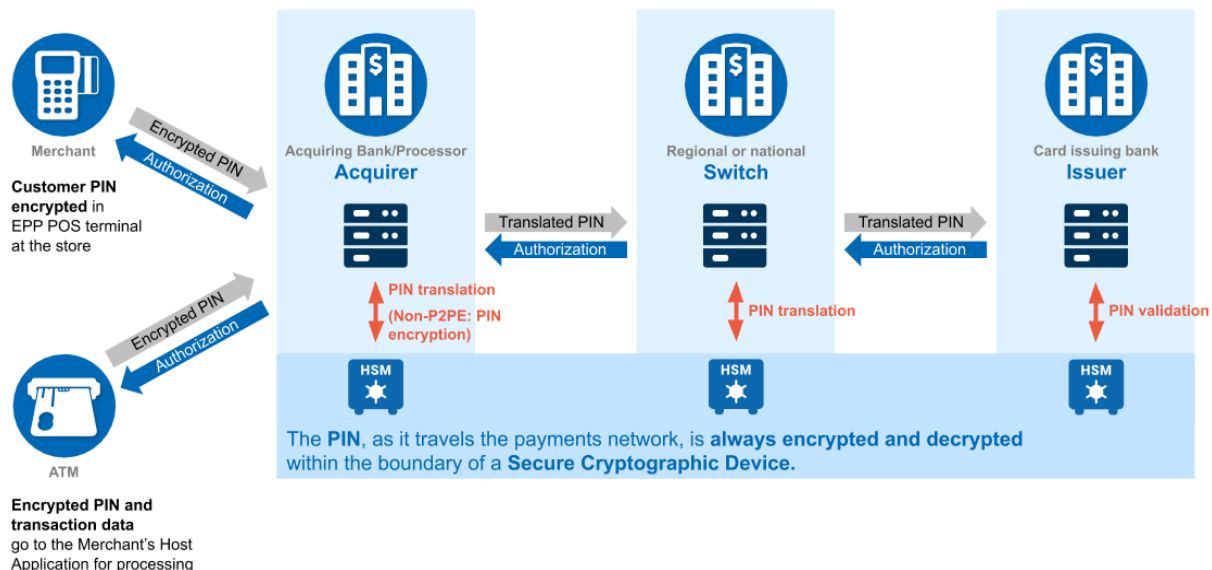 Merchant
Customer PIN
encrypted in
EPP POS terminal
at the store
Encrypted PIN
Authorization
Encrypted PIN
Authorization
ATM
Encrypted PIN and
transaction data
go to the Merchant's Host
Application for processing
$
Acquiring Bank/Processor
Acquirer
PIN translation
(Non-P2PE: PIN
encryption)
HSM
Translated PIN
Authorization
$
Regional or national
Switch
PIN translation
HSM
Translated PIN
Authorization
$
Card issuing bank
Issuer
PIN validation
HSM
The PIN, as it travels the payments network, is always encrypted and decrypted
within the boundary of a Secure Cryptographic Device.